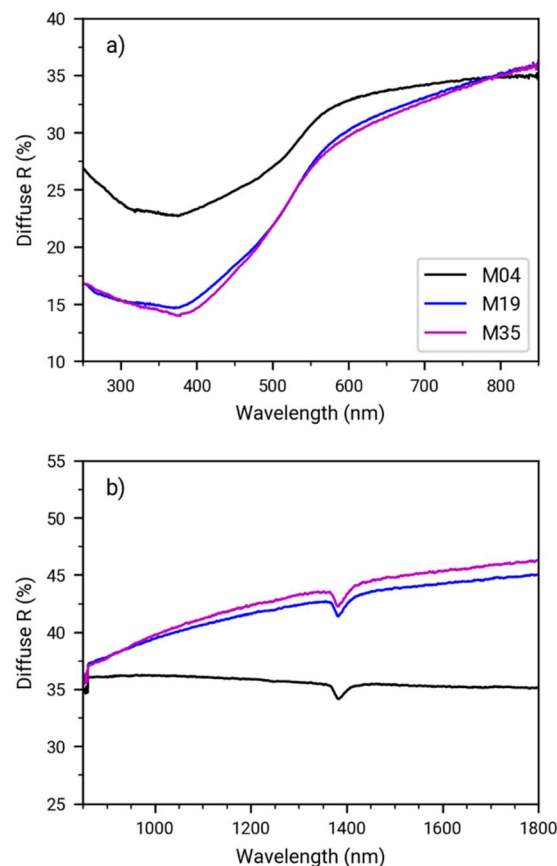 a)
40
35
30
25
20
15
10
Diffuse R (%)
M04
M19
M35
300 400 500 600 700 800
Wavelength (nm)
b)
55
50
45
40
35
30
25
Diffuse R (%)
1000 1200 1400 1600 1800
Wavelength (nm)